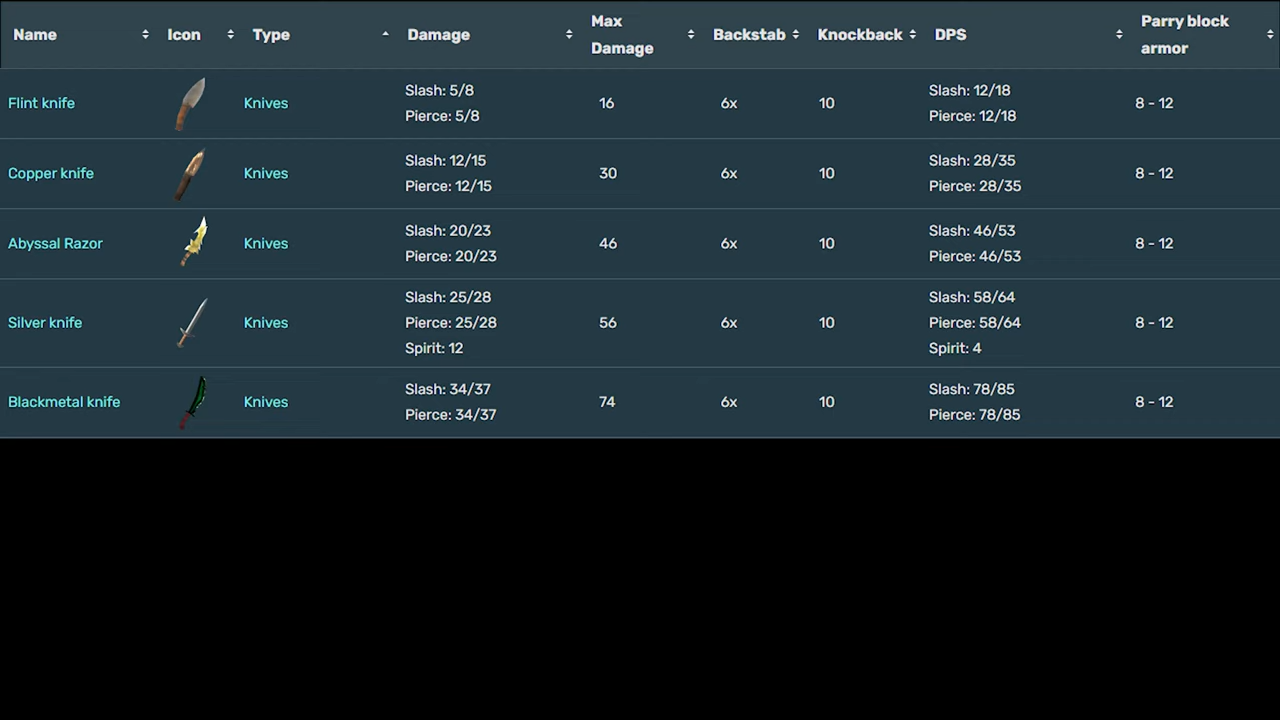 Name Icon Type Damage Max Damage Backstab Knockback DPS Parry block armor
Flint knife Knives Slash: 5/8 16 6x 10 Slash: 12/18 8 - 12
Pierce: 5/8 Pierce: 12/18
Copper knife Knives Slash: 12/15 30 6x 10 Slash: 28/35 8 - 12
Pierce: 12/15 Pierce: 28/35
Abyssal Razor Knives Slash: 20/23 46 6x 10 Slash: 46/53 8 - 12
Pierce: 20/23 Pierce: 46/53
Silver knife Knives Slash: 25/28 56 6x 10 Slash: 58/64 8 - 12
Pierce: 25/28 Pierce: 58/64
Spirit: 12 Spirit: 4
Blackmetal knife Knives Slash: 34/37 74 6x 10 Slash: 78/85 8 - 12
Pierce: 34/37 Pierce: 78/85